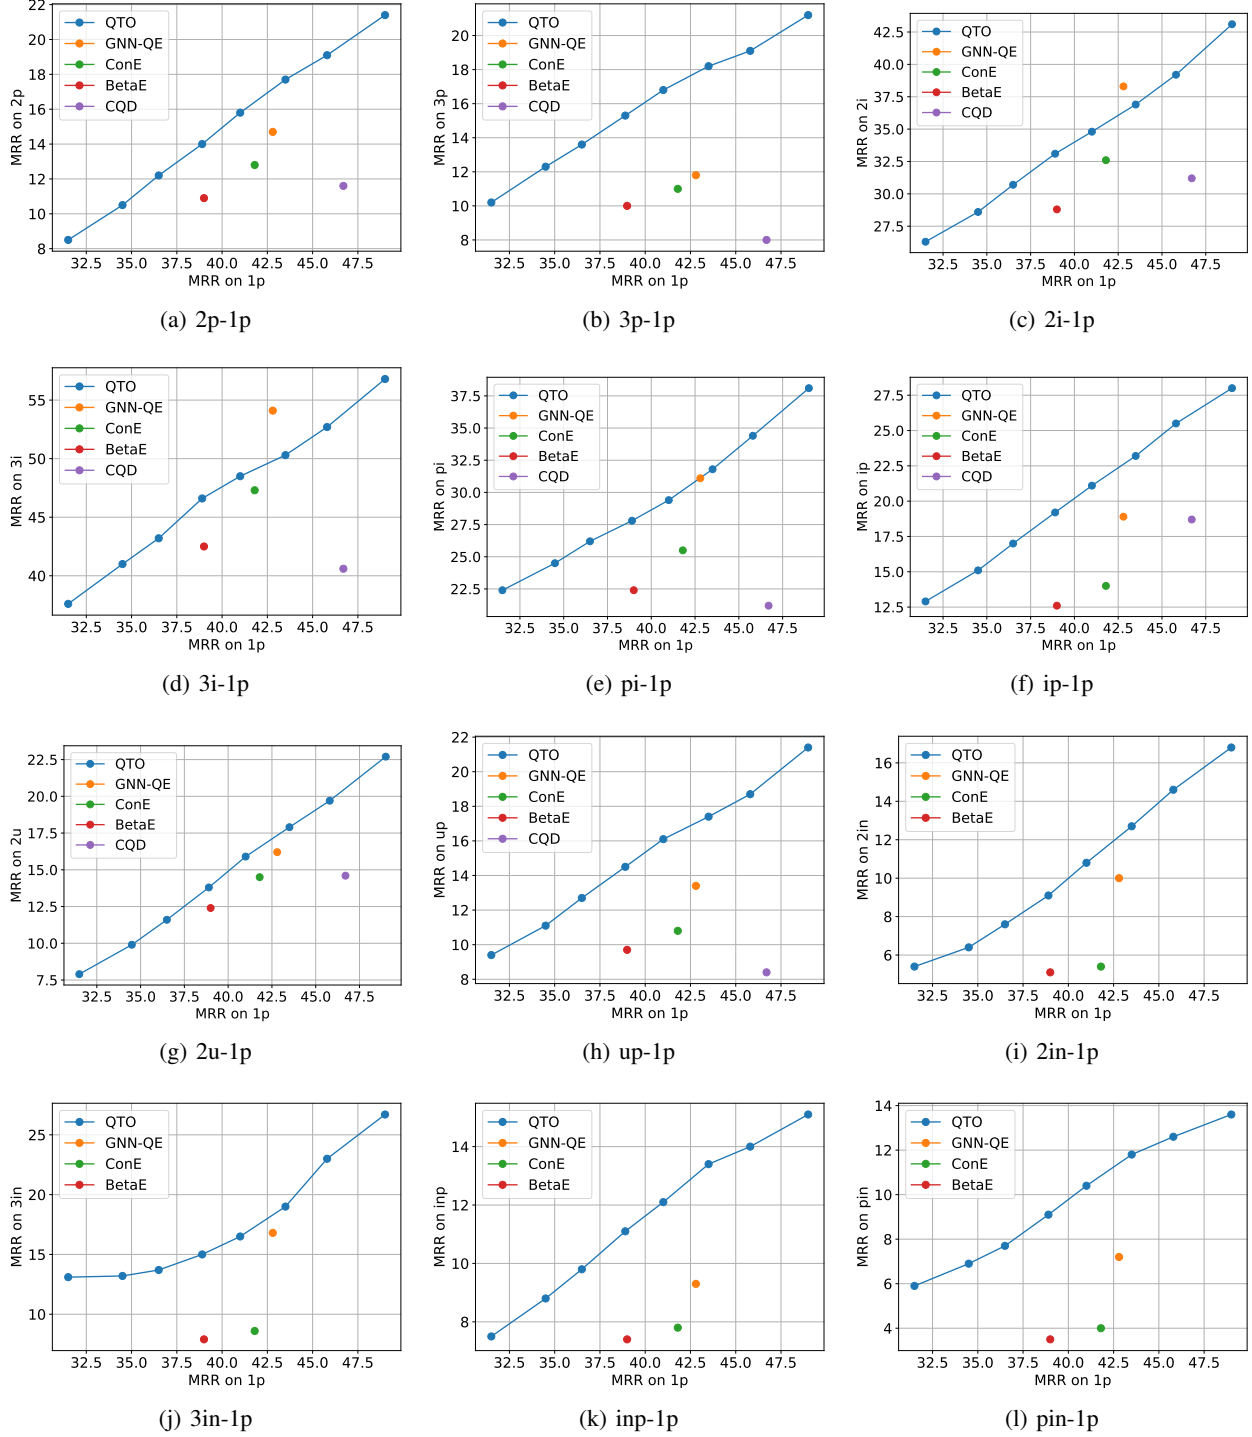 22
20
18
16
14
12
10
8
MRR on 2p
QTO
GNN-QE
ConE
BetaE
CQD
32.5 35.0 37.5 40.0 42.5 45.0 47.5
MRR on 1p
(a) 2p-1p
20
18
16
14
12
10
8
MRR on 3p
QTO
GNN-QE
ConE
BetaE
CQD
32.5 35.0 37.5 40.0 42.5 45.0 47.5
MRR on 1p
(b) 3p-1p
42.5
40.0
37.5
35.0
32.5
30.0
27.5
MRR on 2i
QTO
GNN-QE
ConE
BetaE
CQD
32.5 35.0 37.5 40.0 42.5 45.0 47.5
MRR on 1p
(c) 2i-1p
55
50
45
40
MRR on 3i
QTO
GNN-QE
ConE
BetaE
CQD
32.5 35.0 37.5 40.0 42.5 45.0 47.5
MRR on 1p
(d) 3i-1p
37.5
35.0
32.5
30.0
27.5
25.0
22.5
MRR on pi
QTO
GNN-QE
ConE
BetaE
CQD
32.5 35.0 37.5 40.0 42.5 45.0 47.5
MRR on 1p
(e) pi-1p
27.5
25.0
22.5
20.0
17.5
15.0
12.5
MRR on ip
QTO
GNN-QE
ConE
BetaE
CQD
32.5 35.0 37.5 40.0 42.5 45.0 47.5
MRR on 1p
(f) ip-1p
22.5
20.0
17.5
15.0
12.5
10.0
7.5
MRR on 2u
QTO
GNN-QE
ConE
BetaE
CQD
32.5 35.0 37.5 40.0 42.5 45.0 47.5
MRR on 1p
(g) 2u-1p
22
20
18
16
14
12
10
8
MRR on up
QTO
GNN-QE
ConE
BetaE
CQD
32.5 35.0 37.5 40.0 42.5 45.0 47.5
MRR on 1p
(h) up-1p
16
14
12
10
8
6
MRR on 2in
QTO
GNN-QE
ConE
BetaE
32.5 35.0 37.5 40.0 42.5 45.0 47.5
MRR on 1p
(i) 2in-1p
25
20
15
10
MRR on 3in
QTO
GNN-QE
ConE
BetaE
32.5 35.0 37.5 40.0 42.5 45.0 47.5
MRR on 1p
(j) 3in-1p
14
12
10
8
MRR on inp
QTO
GNN-QE
ConE
BetaE
32.5 35.0 37.5 40.0 42.5 45.0 47.5
MRR on 1p
(k) inp-1p
14
12
10
8
6
4
MRR on pin
QTO
GNN-QE
ConE
BetaE
32.5 35.0 37.5 40.0 42.5 45.0 47.5
MRR on 1p
(l) pin-1p